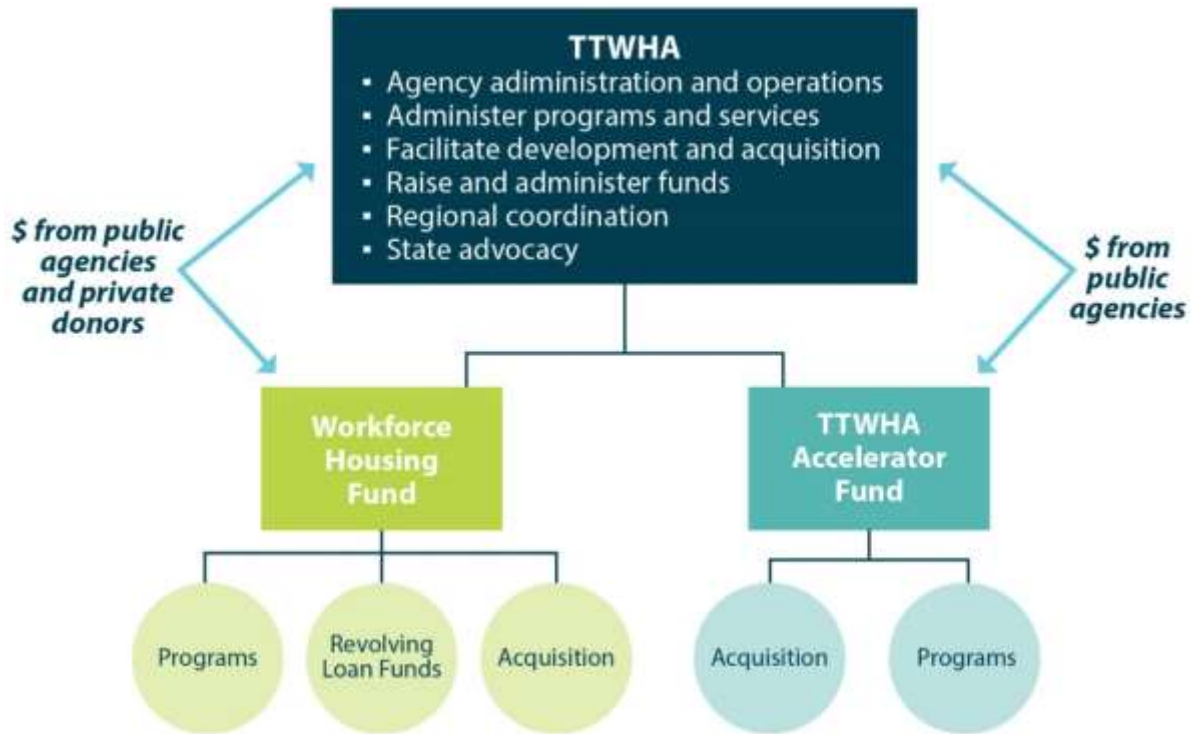 TTWHA
▪ Agency adiministration and operations
▪ Administer programs and services
▪ Facilitate development and acquisition
▪ Raise and administer funds
▪ Regional coordination
▪ State advocacy
$ from public
agencies
and private
donors
$ from
public
agencies
Workforce
Housing
Fund
TTWHA
Accelerator
Fund
Programs
Revolving
Loan Funds
Acquisition
Acquisition
Programs